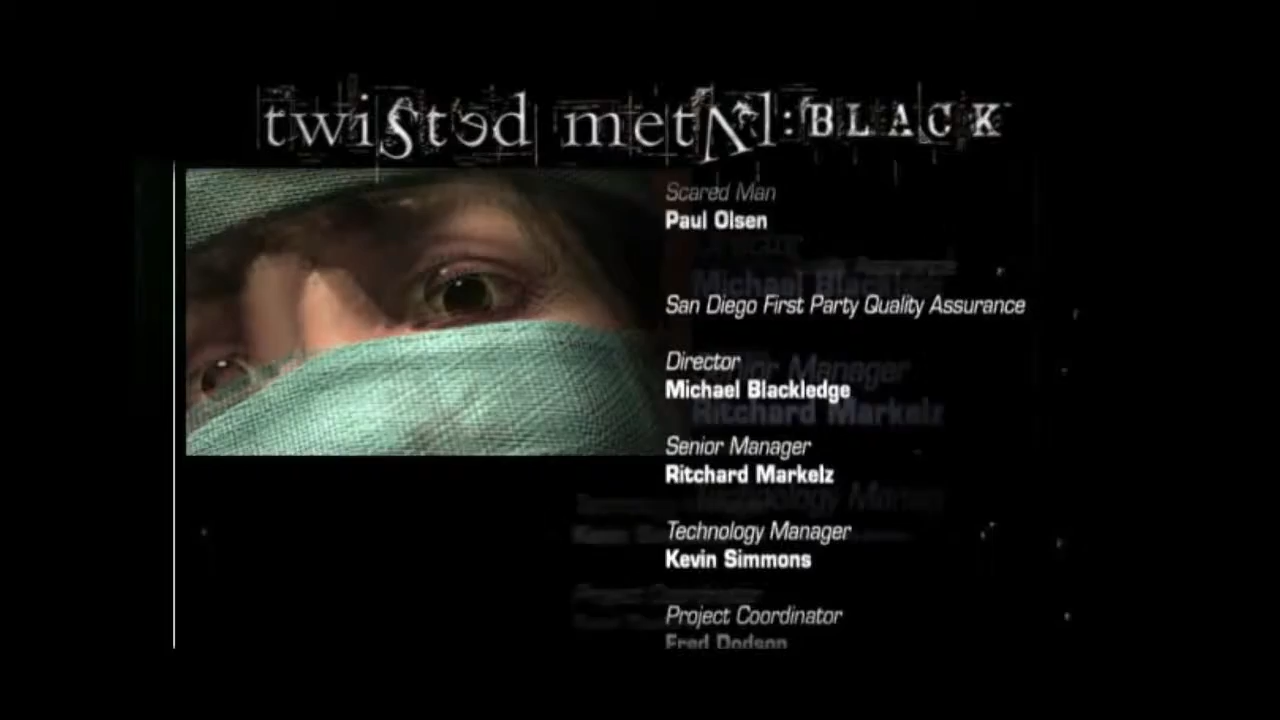 twisted metal: BLACK
Scared Man
Paul Olsen
San Diego First Party Quality Assurance
Director
Michael Blackledge
Senior Manager
Ritchard Markelz
Technology Manager
Kevin Simmons
Project Coordinator
Fred Dodson